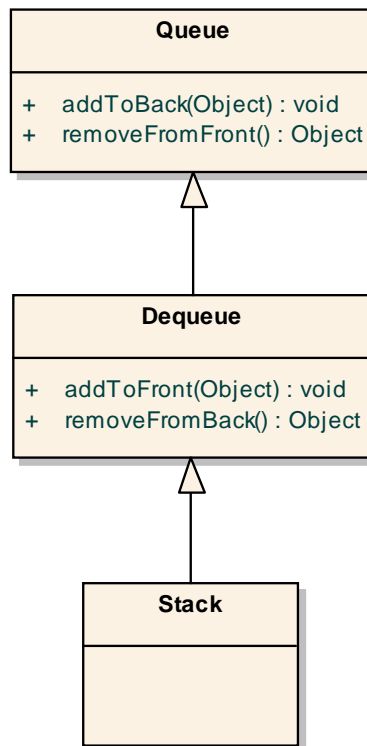 Queue
+ addToBack(Object) : void
+ removeFromFront() : Object
Dequeue
+ addToFront(Object) : void
+ removeFromBack() : Object
Stack